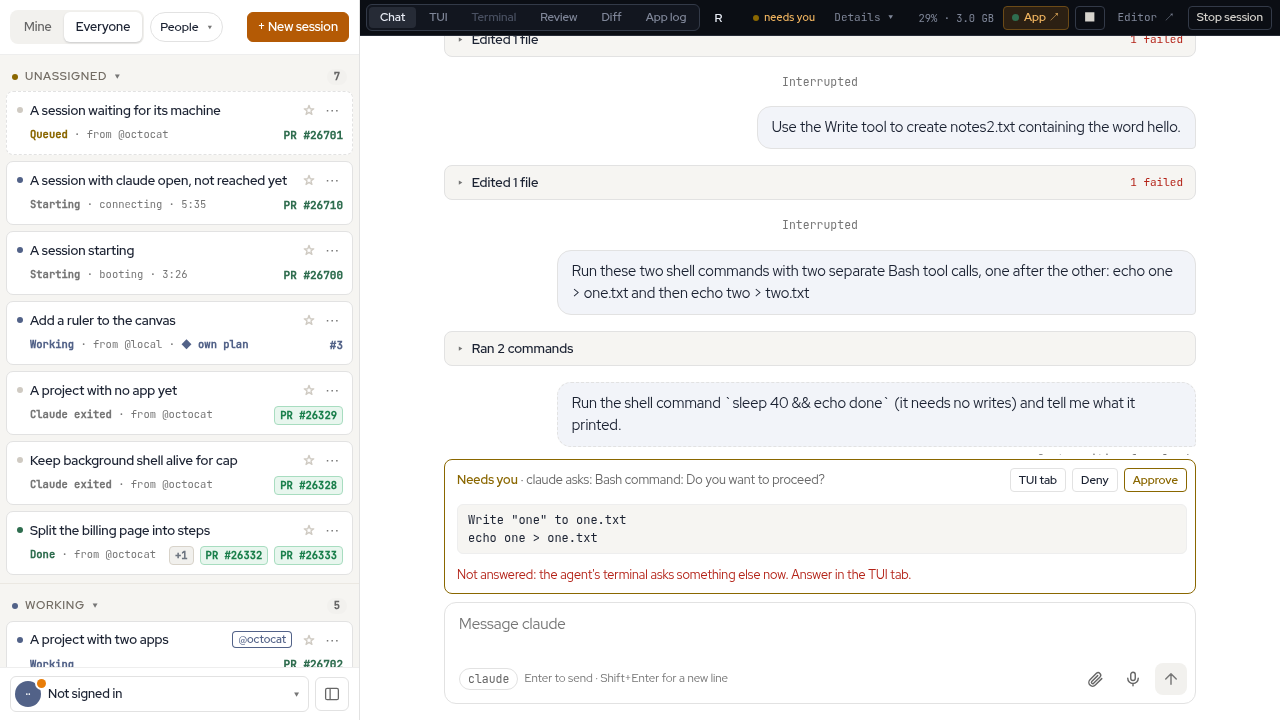 Mine Everyone People + New session
UNASSIGNED 7
A session waiting for its machine
Queued · from @octocat PR #26701
A session with claude open, not reached yet
Starting · connecting · 5:35 PR #26710
A session starting
Starting · booting · 3:26 PR #26700
Add a ruler to the canvas
Working · from @local · ◆ own plan #3
A project with no app yet
Claude exited · from @octocat PR #26329
Keep background shell alive for cap
Claude exited · from @octocat PR #26328
Split the billing page into steps
Done · from @octocat +1 PR #26332 PR #26333
WORKING 5
A project with two apps @octocat
Working PR #26702
Not signed in
Chat TUI Terminal Review Diff App log R needs you Details 29% · 3.0 GB App ↗ Editor ↗ Stop session
Edited 1 file 1 failed
Interrupted
Use the Write tool to create notes2.txt containing the word hello.
Edited 1 file 1 failed
Interrupted
Run these two shell commands with two separate Bash tool calls, one after the other: echo one
> one.txt and then echo two > two.txt
Ran 2 commands
Run the shell command `sleep 40 && echo done` (it needs no writes) and tell me what it
printed.
Needs you · claude asks: Bash command: Do you want to proceed? TUI tab Deny Approve
Write "one" to one.txt
echo one > one.txt
Not answered: the agent's terminal asks something else now. Answer in the TUI tab.
Message claude
claude Enter to send · Shift+Enter for a new line